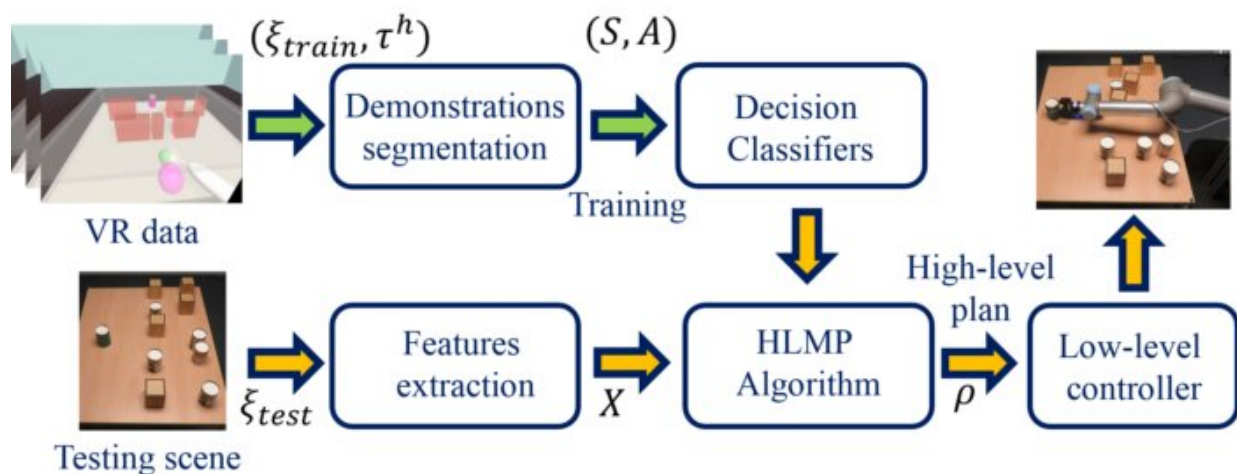 (ξ_train, τ^h)
(S, A)
Demonstrations
segmentation
Decision
Classifiers
Training
VR data
High-level
plan
Features
extraction
HLMP
Algorithm
Low-level
controller
ξ_test
X
ρ
Testing scene